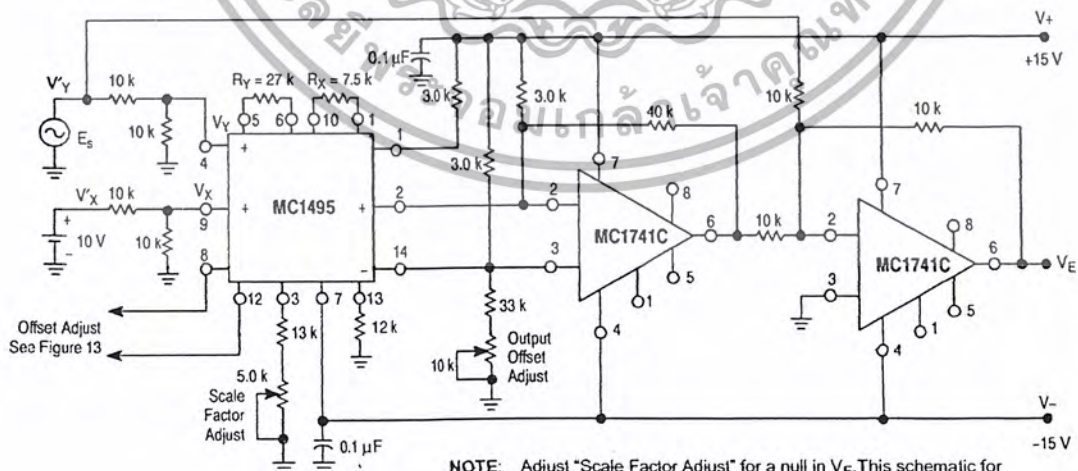 V+
+15 V
0.1 µF
3.0 k
3.0 k
3.0 k
40 k
10 k
10 k
V'Y
10 k
10 k
Es
RY = 27 k
RX = 7.5 k
5
6
10
1
VY
4
+
1
7
7
V'X
10 k
VX
9
+
MC1495
+
2
2
8
6
10 k
2
8
6
VE
MC1741C
MC1741C
+
10 V
–
10 k
8
–
14
3
5
1
3
5
1
12
3
7
13
4
4
Offset Adjust
See Figure 13
13 k
12 k
33 k
10 k
Output
Offset
Adjust
5.0 k
Scale
Factor
Adjust
0.1 µF
V–
–15 V
NOTE: Adjust "Scale Factor Adjust" for a null in VE. This schematic for